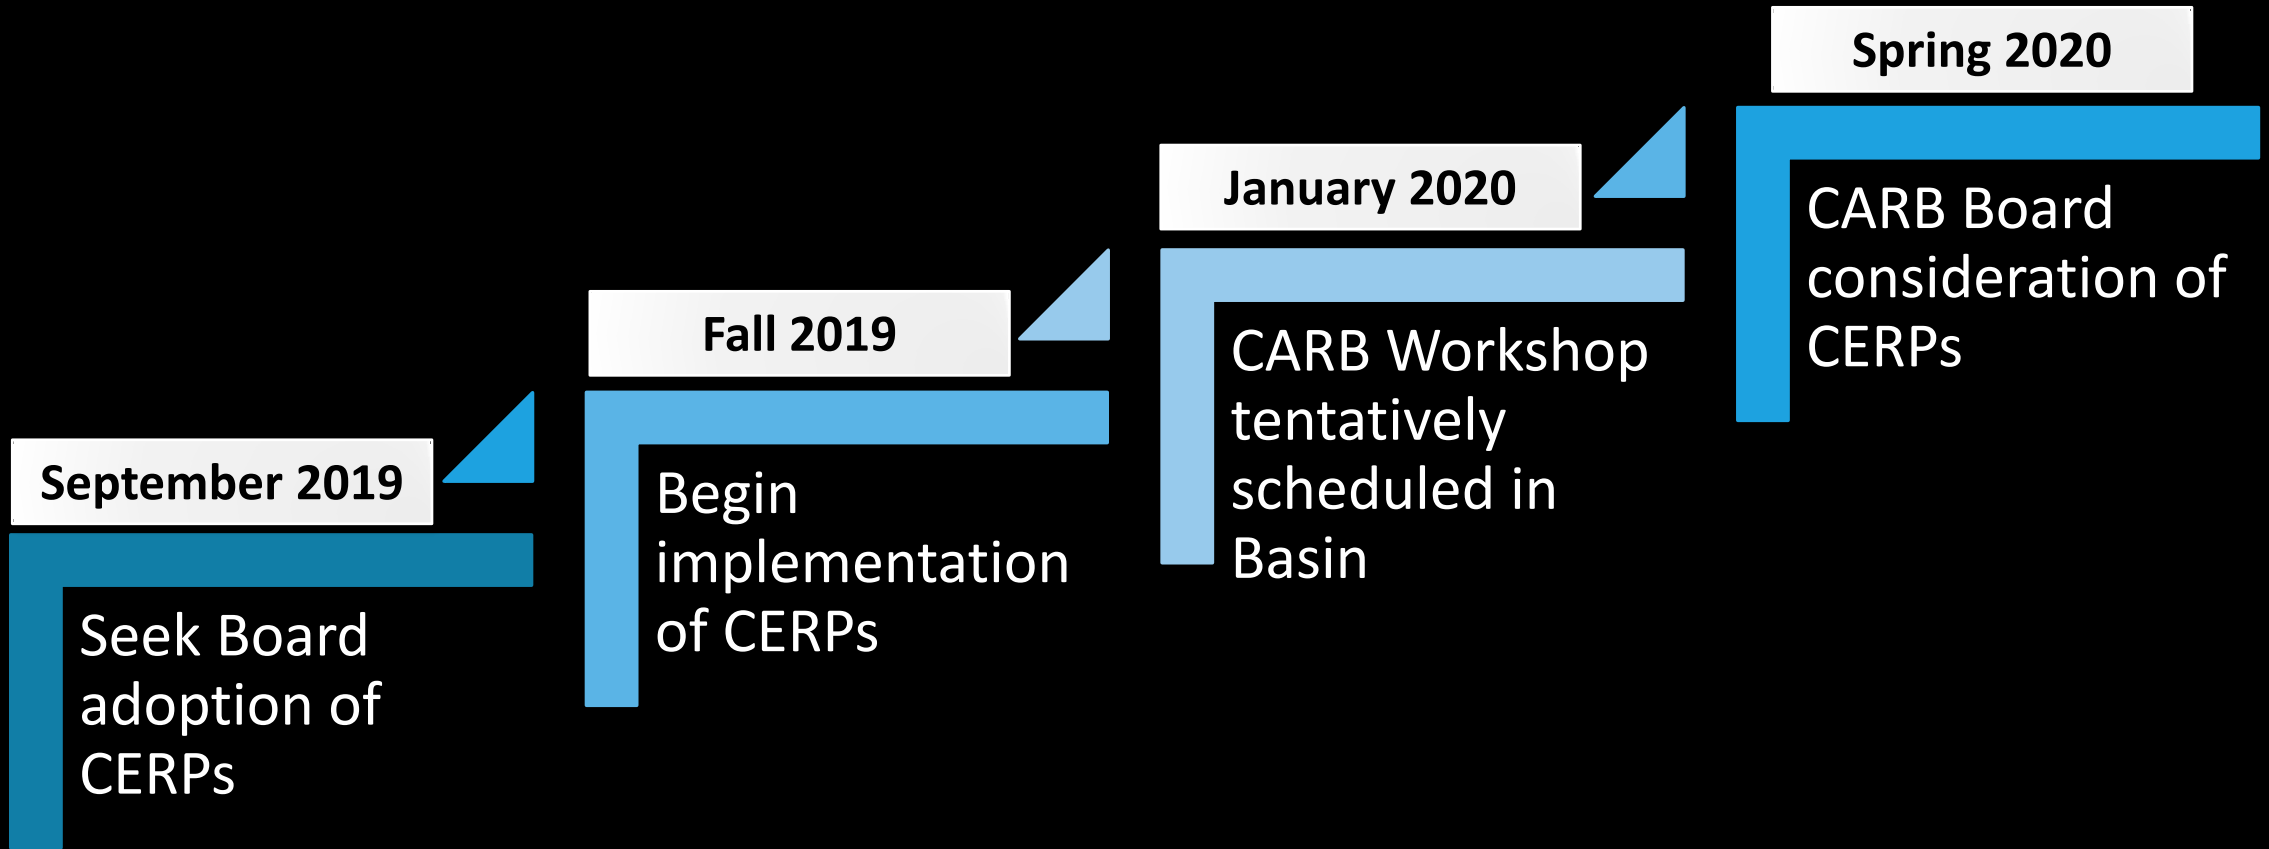 September 2019
Seek Board
adoption of
CERPs
Fall 2019
Begin
implementation
of CERPs
January 2020
CARB Workshop
tentatively
scheduled in
Basin
Spring 2020
CARB Board
consideration of
CERPs